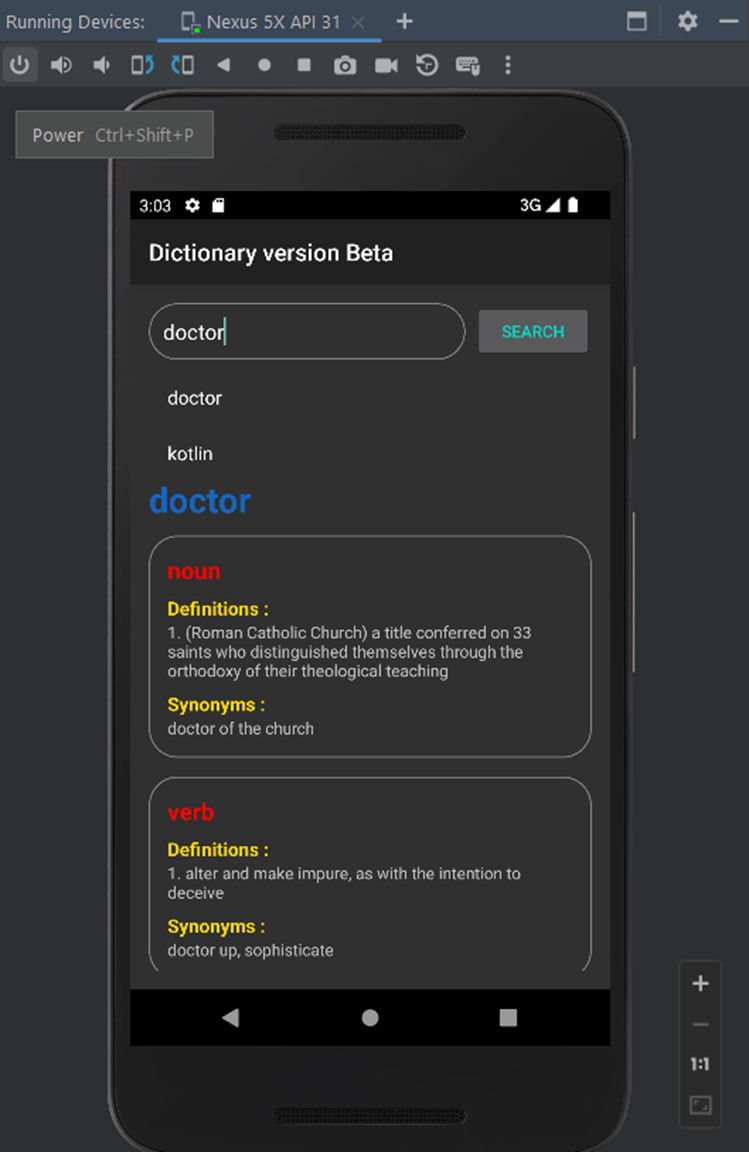 Running Devices: Nexus 5X API 31
Power Ctrl+Shift+P
3:03 3G
Dictionary version Beta
doctor SEARCH
doctor
kotlin
doctor
noun
Definitions :
1. (Roman Catholic Church) a title conferred on 33
saints who distinguished themselves through the
orthodoxy of their theological teaching
Synonyms :
doctor of the church
verb
Definitions :
1. alter and make impure, as with the intention to
deceive
Synonyms :
doctor up, sophisticate
1:1